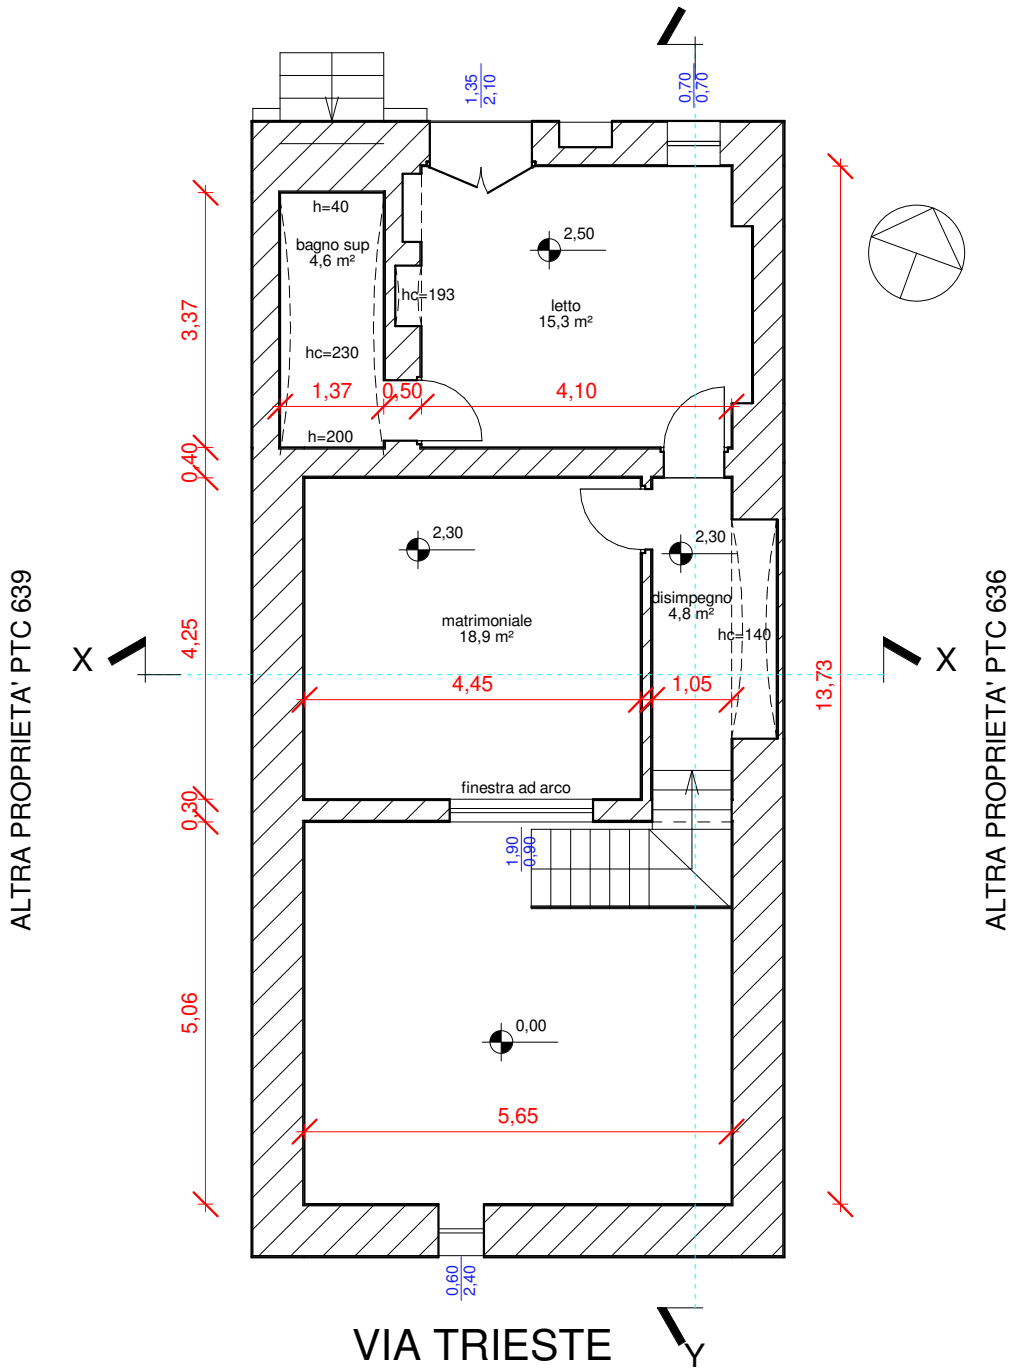 1,35
2,10
0,70
0,70
h=40
bagno sup
4,6 m²
2,50
hc=193
letto
15,3 m²
3,37
hc=230
1,37
0,50
4,10
h=200
0,40
2,30
2,30
disimpegno
4,8 m²
matrimoniale
18,9 m²
hc=140
4,25
X
X
ALTRA PROPRIETA' PTC 639
ALTRA PROPRIETA' PTC 636
4,45
1,05
13,73
finestra ad arco
0,30
1,90
0,90
5,06
0,00
5,65
0,60
2,40
VIA TRIESTE
Y